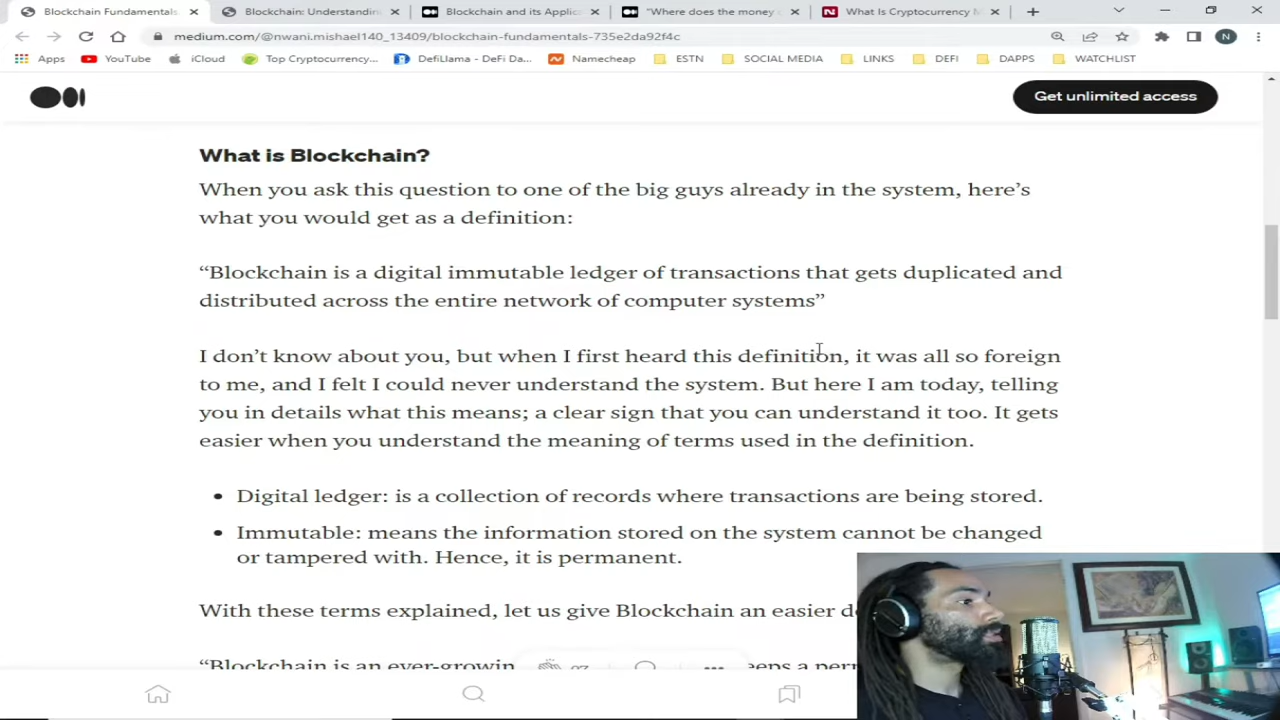 Blockchain Fundamentals
Blockchain: Understandin
Blockchain and its Applic
"Where does the money
What Is Cryptocurrency
medium.com/@nwani.mishael140_13409/blockchain-fundamentals-735e2da92f4c
N
Apps YouTube iCloud Top Cryptocurrency... DefiLlama - DeFi Da... Namecheap ESTN SOCIAL MEDIA LINKS DEFI DAPPS WATCHLIST
Get unlimited access
What is Blockchain?
When you ask this question to one of the big guys already in the system, here's
what you would get as a definition:
“Blockchain is a digital immutable ledger of transactions that gets duplicated and
distributed across the entire network of computer systems”
I don't know about you, but when I first heard this definition, it was all so foreign
to me, and I felt I could never understand the system. But here I am today, telling
you in details what this means; a clear sign that you can understand it too. It gets
easier when you understand the meaning of terms used in the definition.
• Digital ledger: is a collection of records where transactions are being stored.
• Immutable: means the information stored on the system cannot be changed
or tampered with. Hence, it is permanent.
With these terms explained, let us give Blockchain an easier
“Blockchain is an